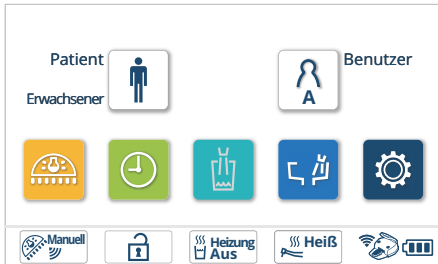 Patient
Benutzer
Erwachsener
A
Manuell
Heizung
Aus
Heiß